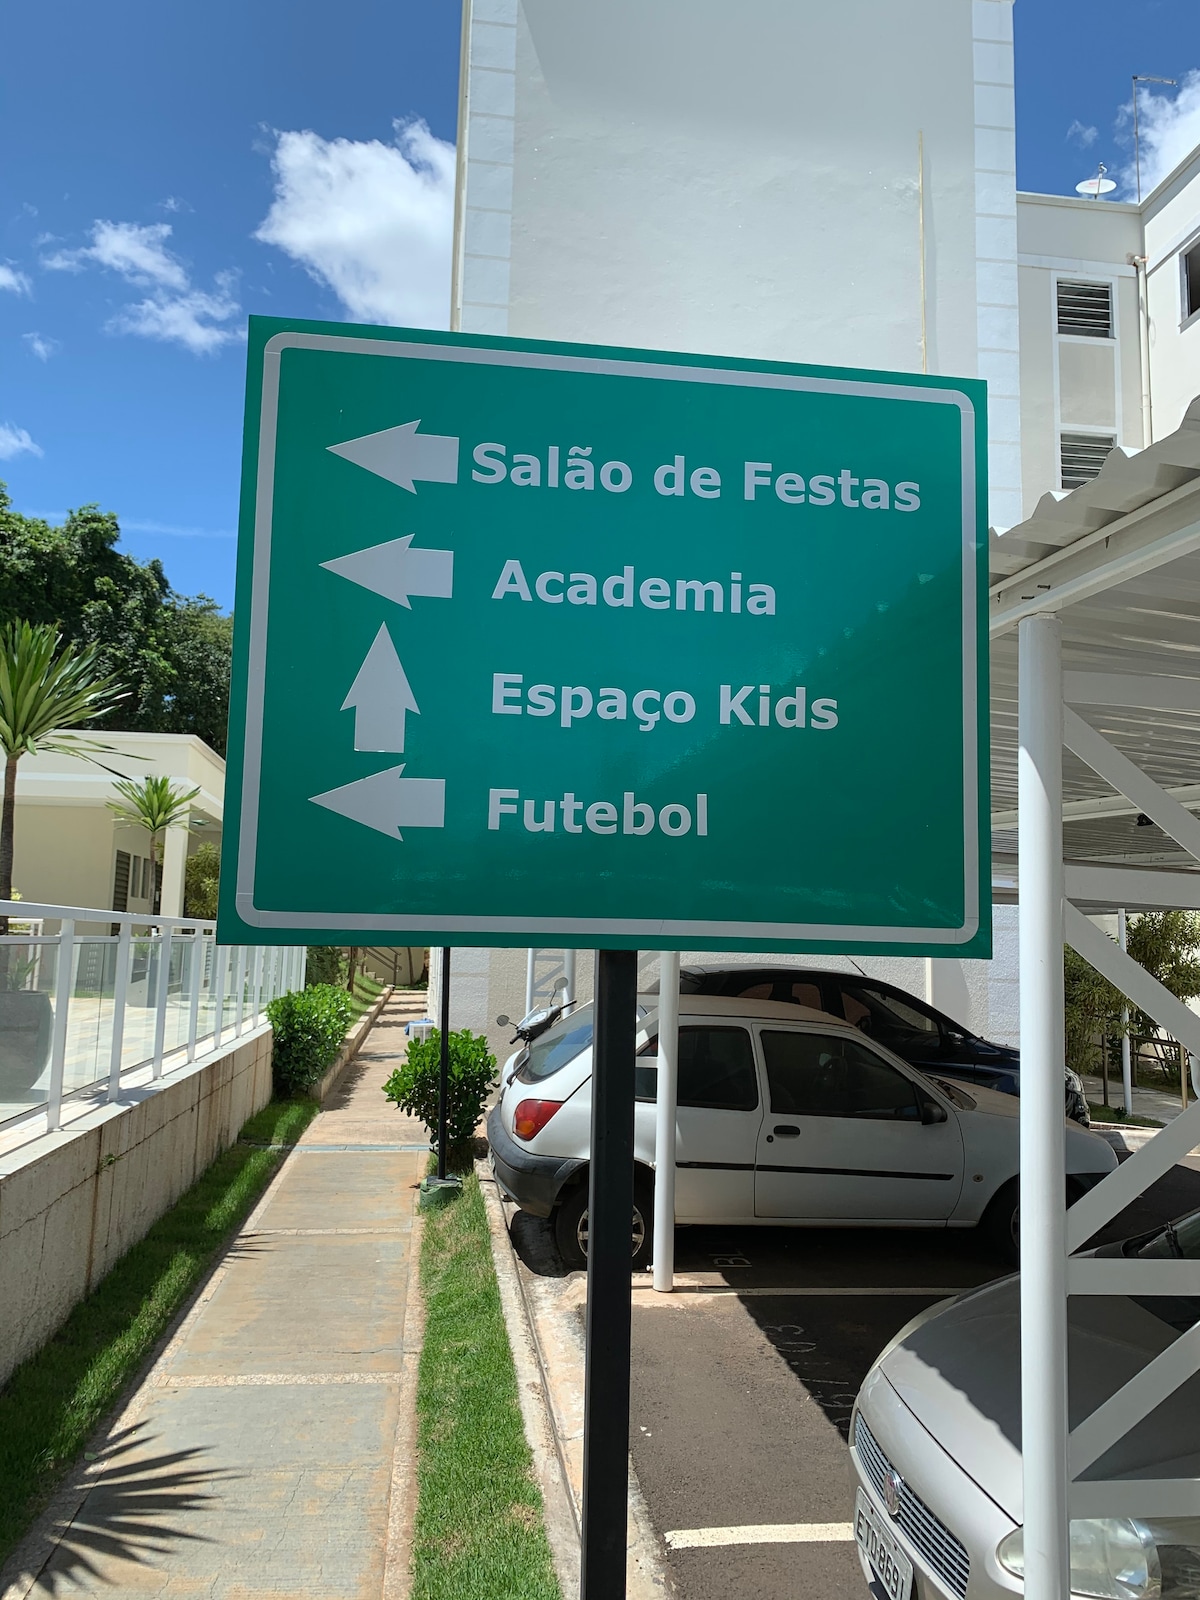 Salão de Festas
Academia
Espaço Kids
Futebol